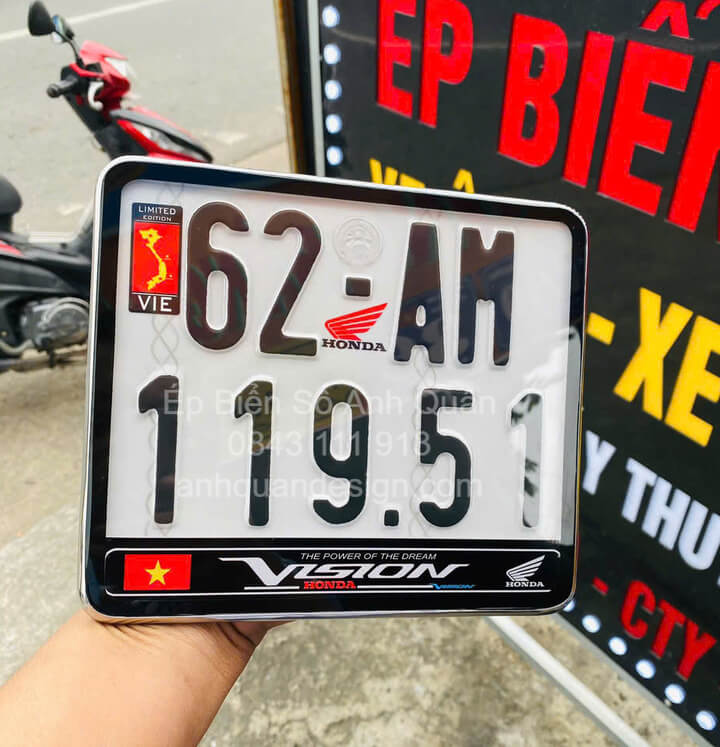 LIMITED
EDITION
VIE
62-AM
HONDA
119.51
Ép Biển Số Anh Quân
0843 111 918
anhquandesign.com
THE POWER OF THE DREAM
VISION
HONDA
VISION
HONDA
ÉP BIỂN
-XE
Y THU
- CTY